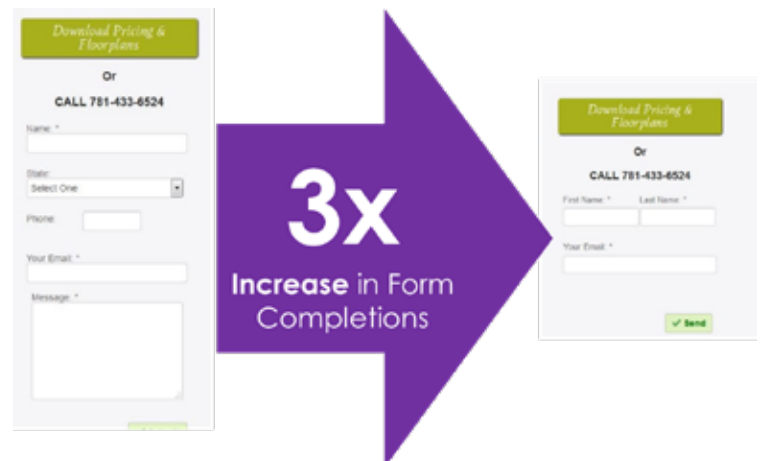 Download Pricing &
Floorplans
Or
CALL 781-433-6524
Name: *
State:
Select One
Phone:
Your Email: *
Message: *
3x
Increase in Form
Completions
Download Pricing &
Floorplans
Or
CALL 781-433-6524
First Name: * Last Name: *
Your Email: *
✓ Send